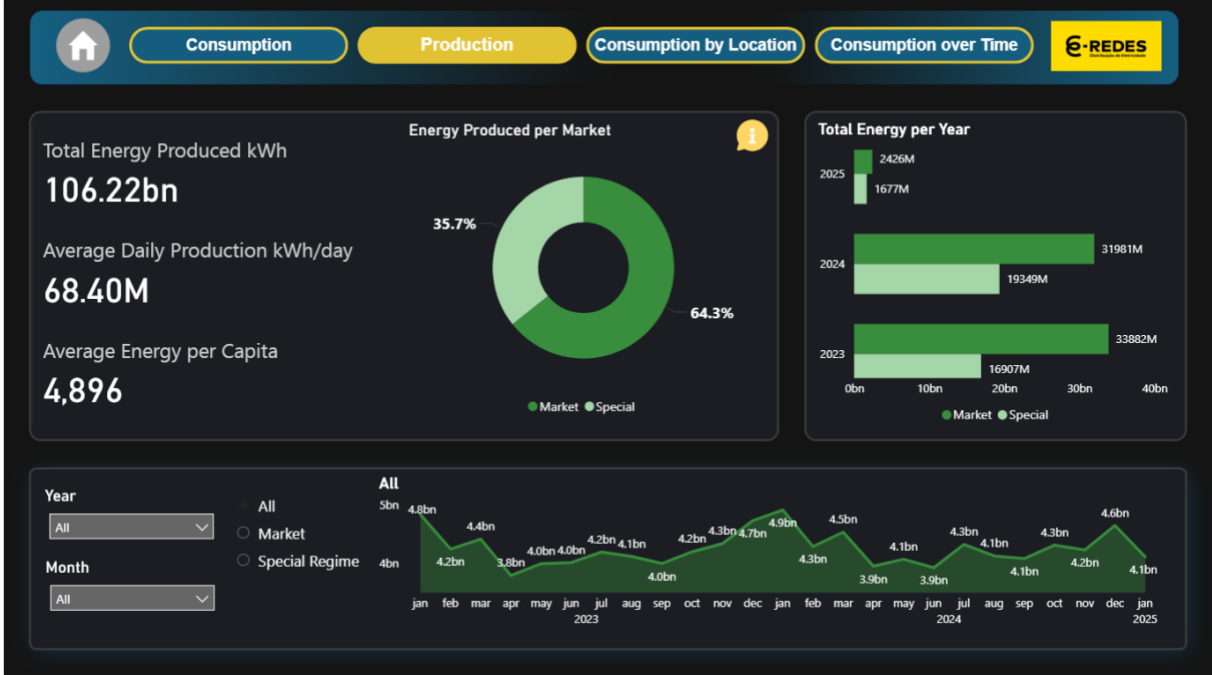 Consumption
Production
Consumption by Location
Consumption over Time
E-REDES
Total Energy Produced kWh
106.22bn
Average Daily Production kWh/day
68.40M
Average Energy per Capita
4,896
Energy Produced per Market
i
35.7%
64.3%
Market Special
Total Energy per Year
2025
2426M
1677M
2024
31981M
19349M
2023
33882M
16907M
0bn 10bn 20bn 30bn 40bn
Market Special
Year
All
Month
All
All
Market
Special Regime
All
5bn
4bn
4.8bn
4.2bn
4.4bn
3.8bn
4.0bn
4.0bn
4.2bn
4.1bn
4.0bn
4.2bn
4.3bn
4.7bn
4.9bn
4.3bn
4.5bn
3.9bn
4.1bn
3.9bn
4.3bn
4.1bn
4.1bn
4.3bn
4.2bn
4.6bn
4.1bn
jan feb mar apr may jun jul aug sep oct nov dec jan feb mar apr may jun jul aug sep oct nov dec jan
2023 2024 2025